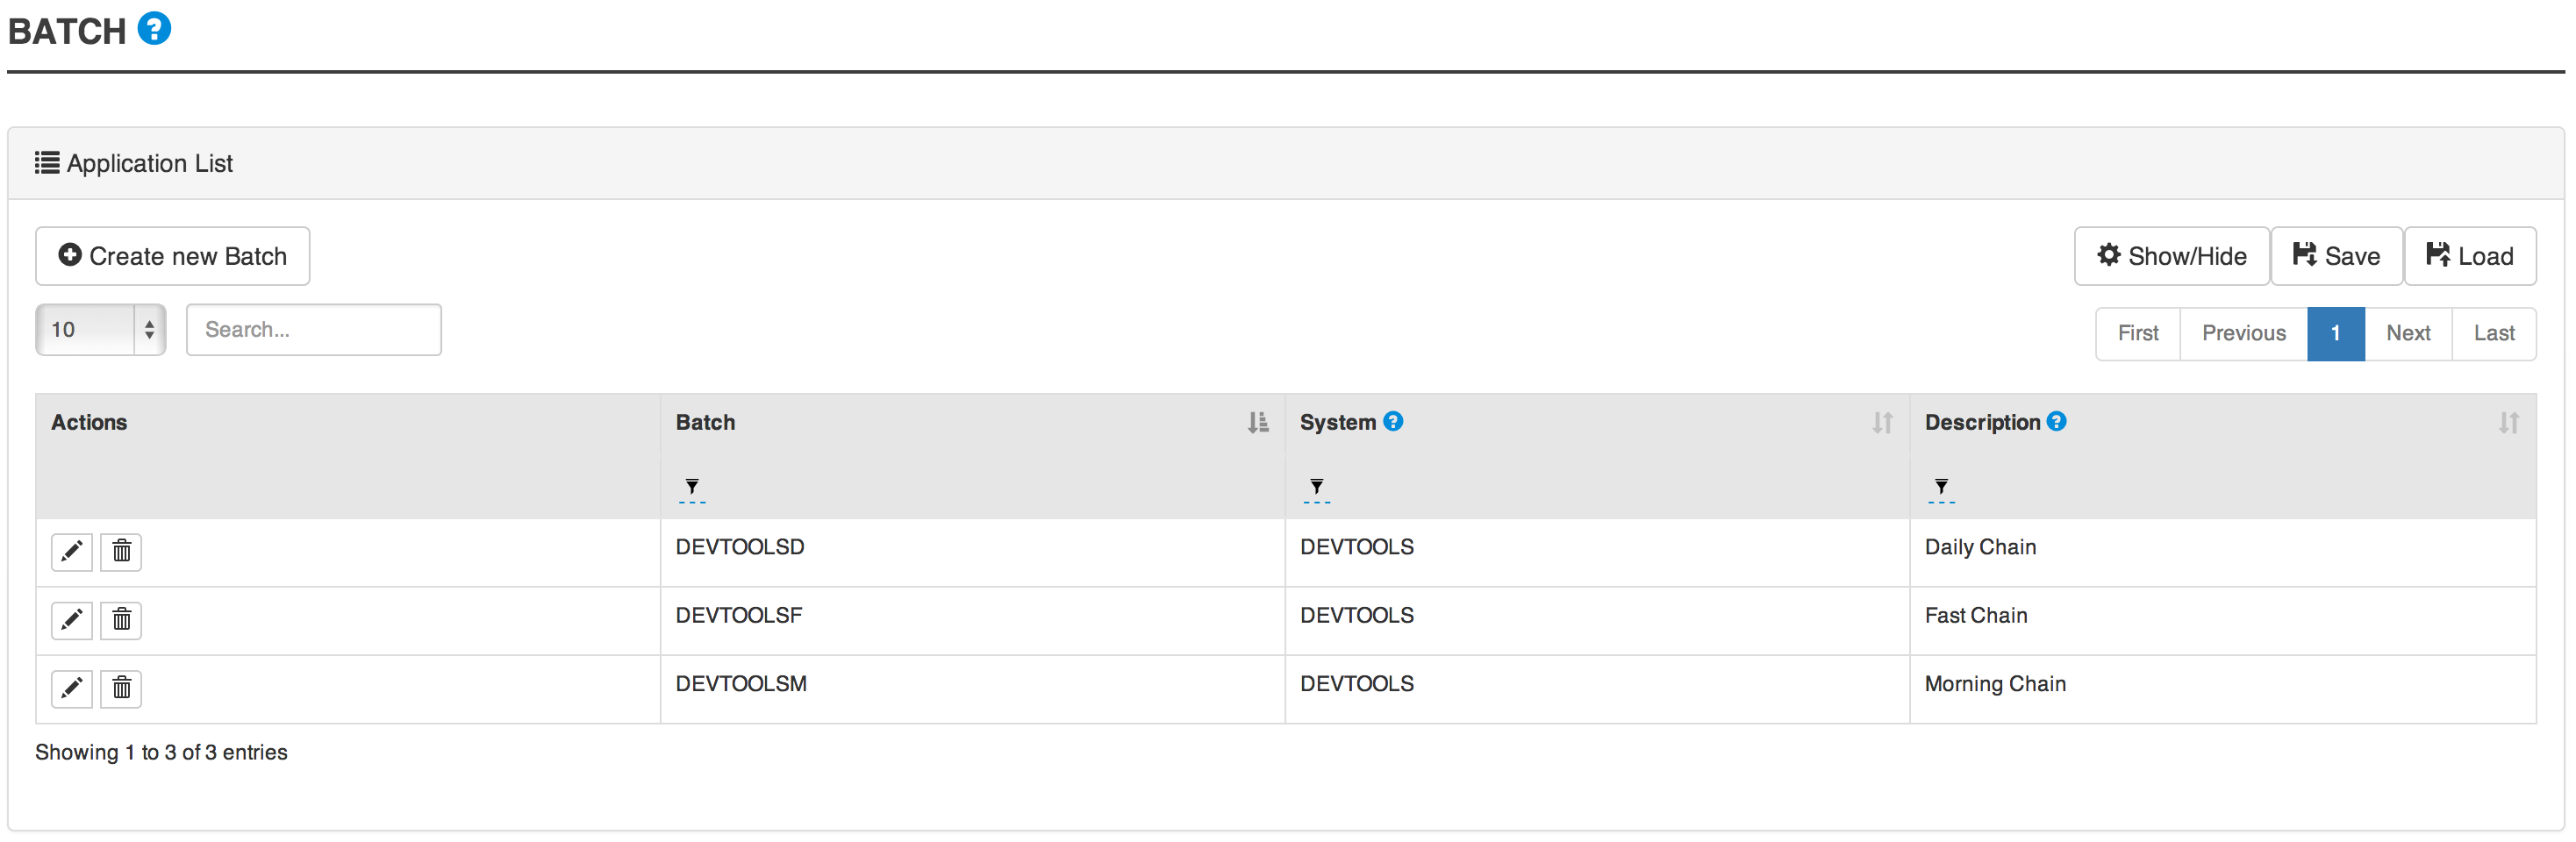 BATCH ?
Application List
Create new Batch
Show/Hide Save Load
10 Search...
First Previous 1 Next Last
Actions Batch System ? Description ?
DEVTOOLSD DEVTOOLS Daily Chain
DEVTOOLSF DEVTOOLS Fast Chain
DEVTOOLSM DEVTOOLS Morning Chain
Showing 1 to 3 of 3 entries